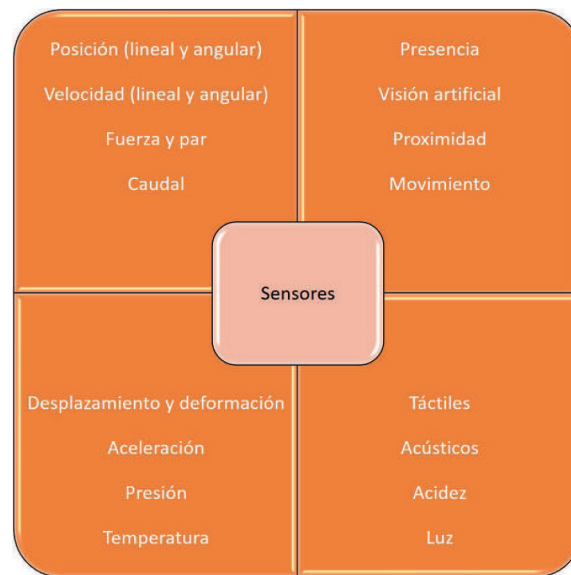 Posición (lineal y angular)
Velocidad (lineal y angular)
Fuerza y par
Caudal
Presencia
Visión artificial
Proximidad
Movimiento
Sensores
Desplazamiento y deformación
Aceleración
Presión
Temperatura
Táctiles
Acústicos
Acidez
Luz